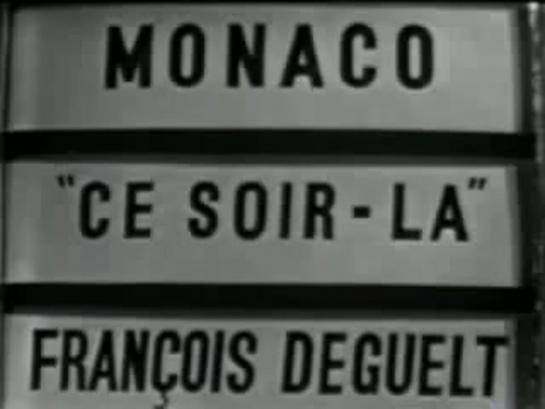 MONACO
"CE SOIR-LA"
FRANÇOIS DEGUELT